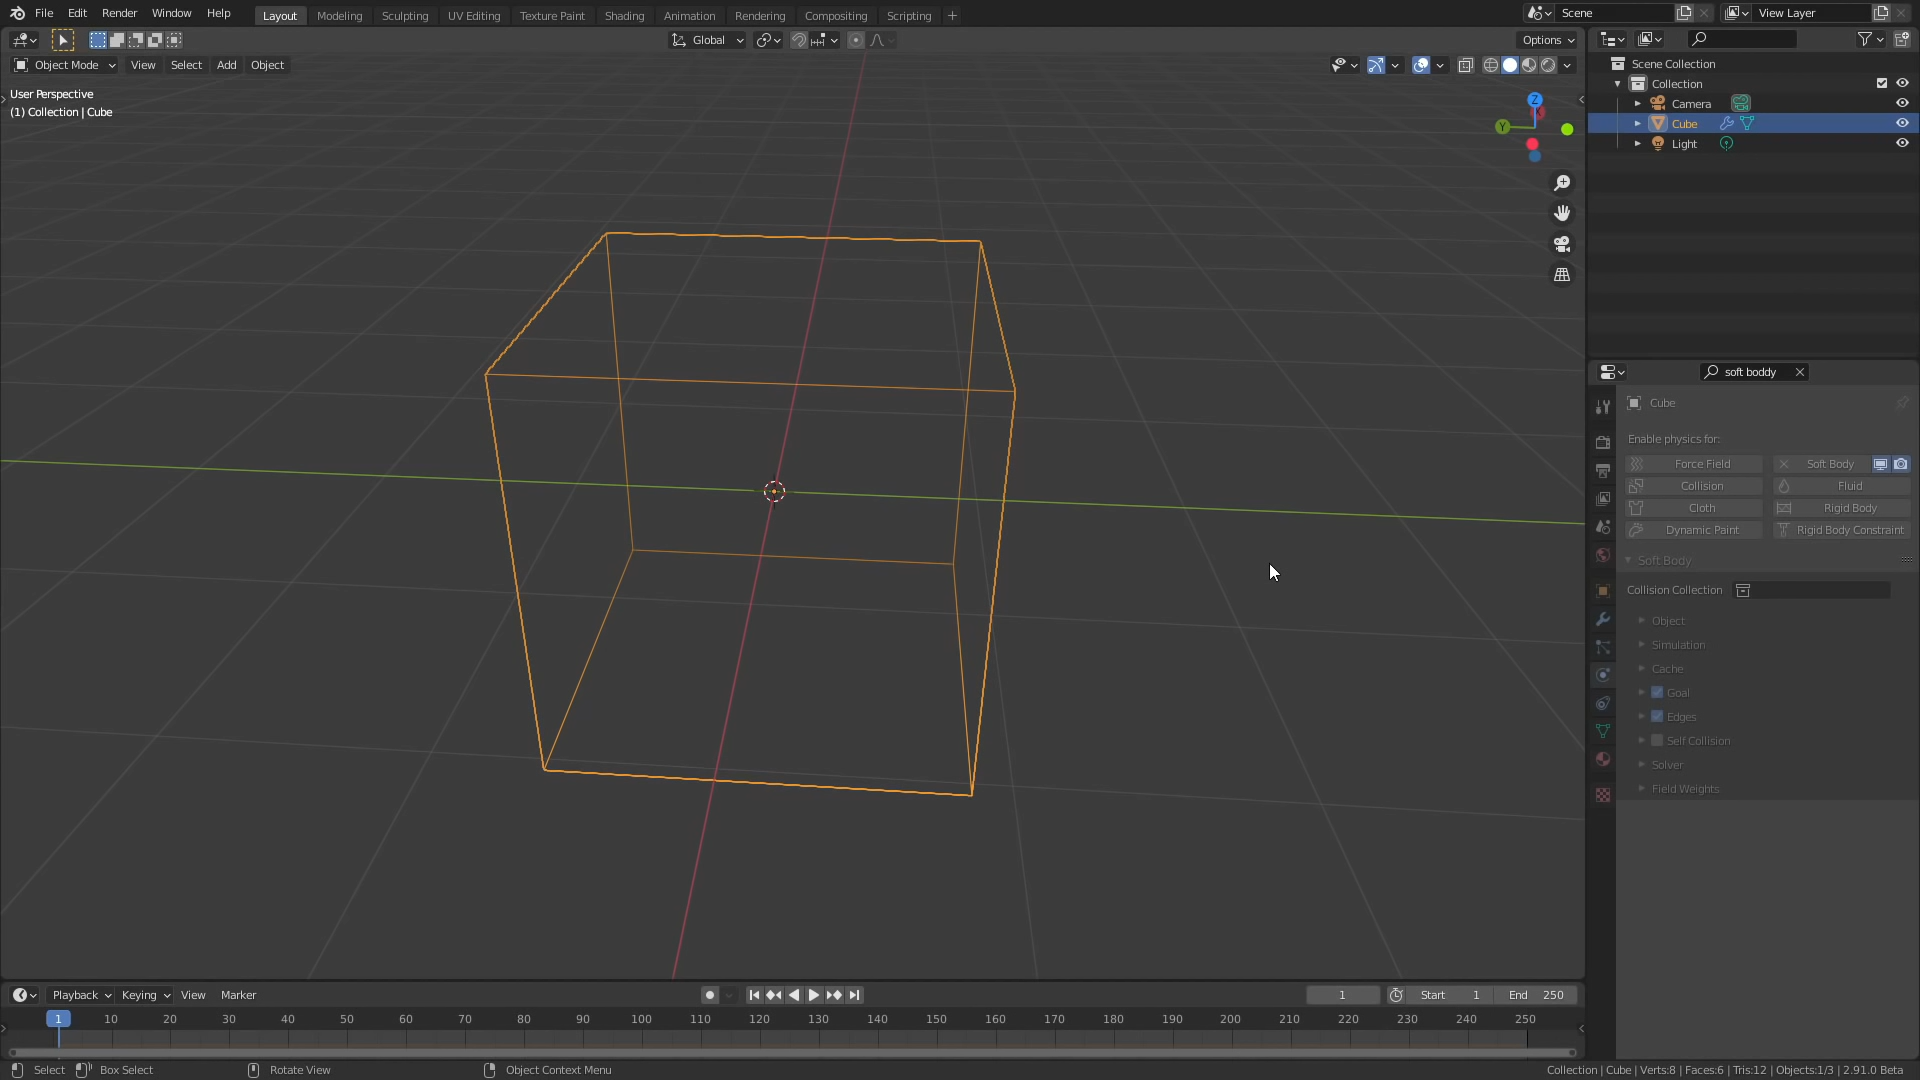 File Edit Render Window Help Layout Modeling Sculpting UV Editing Texture Paint Shading Animation Rendering Compositing Scripting + Scene View Layer
Global Options
Object Mode View Select Add Object
User Perspective
(1) Collection | Cube
Z
Y
Scene Collection
Collection
Camera
Cube
Light
soft boddy
Cube
Enable physics for:
Force Field Soft Body
Collision Fluid
Cloth Rigid Body
Dynamic Paint Rigid Body Constraint
Soft Body
Collision Collection
Object
Simulation
Cache
Goal
Edges
Self Collision
Solver
Field Weights
Playback Keying View Marker 1 Start 1 End 250
1 10 20 30 40 50 60 70 80 90 100 110 120 130 140 150 160 170 180 190 200 210 220 230 240 250
Select Box Select Rotate View Object Context Menu Collection | Cube | Verts:8 | Faces:6 | Tris:12 | Objects:1/3 | 2.91.0 Beta